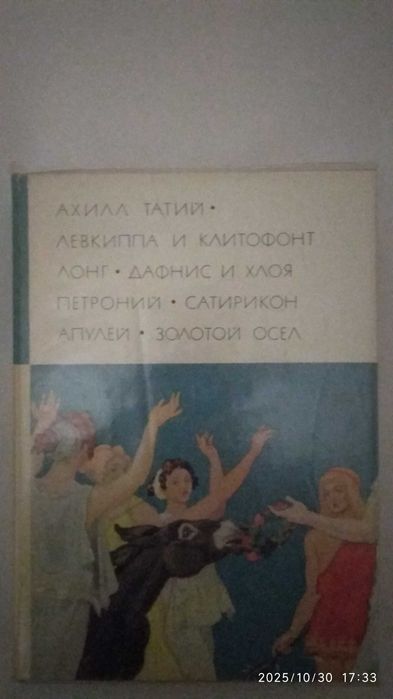 АХИЛЛ ТАТИЙ •
ЛЕВКИППА И КЛИТОФОНТ
ЛОНГ • ДАФНИС И ХЛОЯ
ПЕТРОНИЙ • САТИРИКОН
АПУЛЕЙ • ЗОЛОТОЙ ОСЕЛ
2025/10/30 17:33